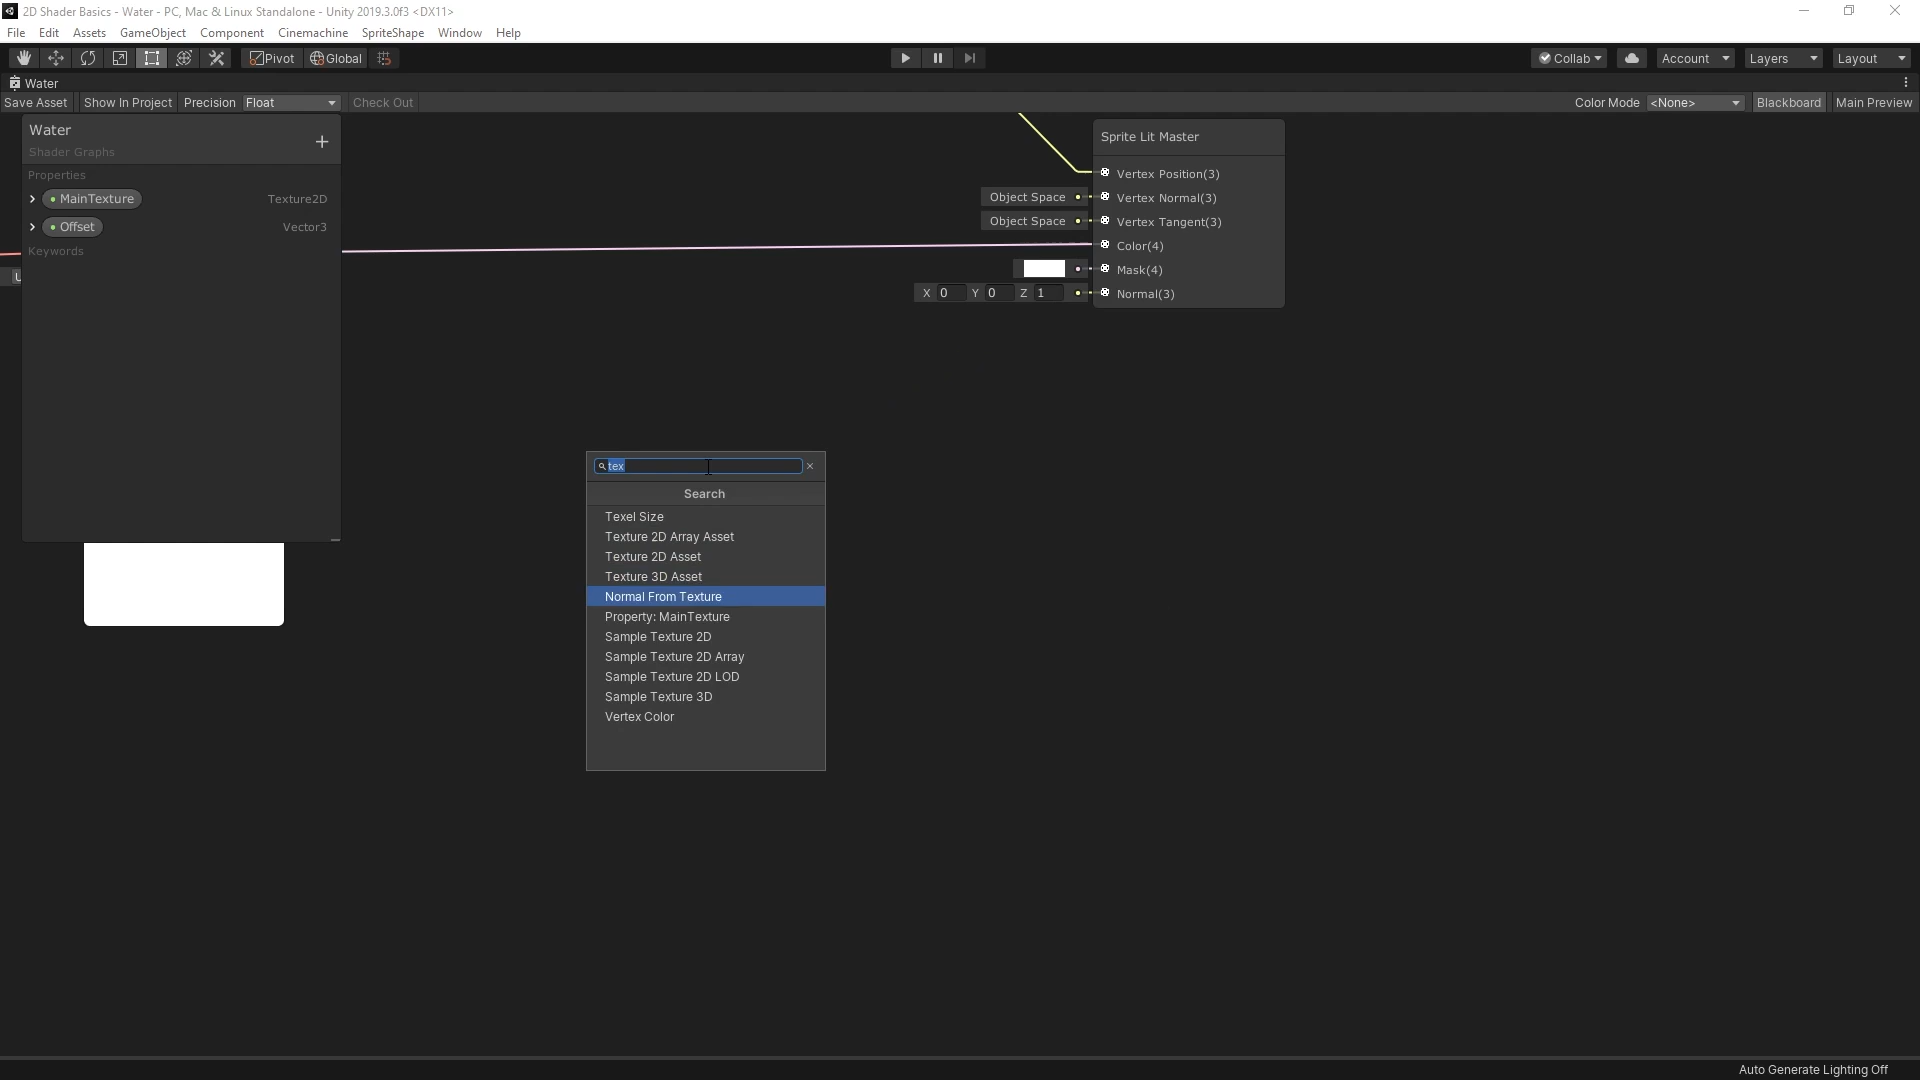 2D Shader Basics - Water - PC, Mac & Linux Standalone - Unity 2019.3.0f3 <DX11>
File Edit Assets GameObject Component Cinemachine SpriteShape Window Help
Pivot Global Collab Account Layers Layout
Water
Save Asset Show In Project Precision Float Check Out Color Mode <None> Blackboard Main Preview
Water
Shader Graphs
Properties
MainTexture Texture2D
Offset Vector3
Keywords
U
Sprite Lit Master
Vertex Position(3)
Object Space Vertex Normal(3)
Object Space Vertex Tangent(3)
Color(4)
Mask(4)
X 0 Y 0 Z 1 Normal(3)
tex
Search
Texel Size
Texture 2D Array Asset
Texture 2D Asset
Texture 3D Asset
Normal From Texture
Property: MainTexture
Sample Texture 2D
Sample Texture 2D Array
Sample Texture 2D LOD
Sample Texture 3D
Vertex Color
Auto Generate Lighting Off